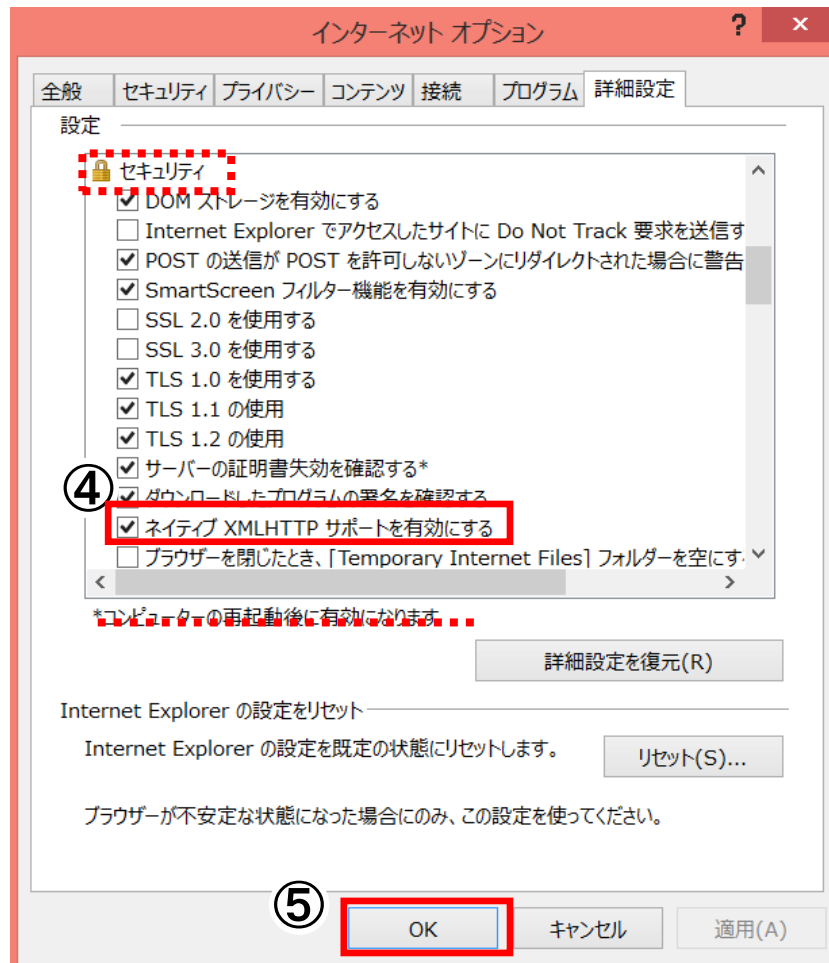 インターネット オプション ? ×
全般 セキュリティ プライバシー コンテンツ 接続 プログラム 詳細設定
設定
セキュリティ
DOM ストレージを有効にする
Internet Explorer でアクセスしたサイトに Do Not Track 要求を送信す
POST の送信が POST を許可しないゾーンにリダイレクトされた場合に警告
SmartScreen フィルター機能を有効にする
SSL 2.0 を使用する
SSL 3.0 を使用する
TLS 1.0 を使用する
TLS 1.1 の使用
TLS 1.2 の使用
サーバーの証明書失効を確認する*
④
ダウンロードしたプログラムの署名を確認する
ネイティブ XMLHTTP サポートを有効にする
ブラウザーを閉じたとき、[Temporary Internet Files] フォルダーを空にす
*コンピューターの再起動後に有効になります
詳細設定を復元(R)
Internet Explorer の設定をリセット
Internet Explorer の設定を既定の状態にリセットします。
リセット(S)...
ブラウザーが不安定な状態になった場合にのみ、この設定を使ってください。
⑤
OK キャンセル 適用(A)